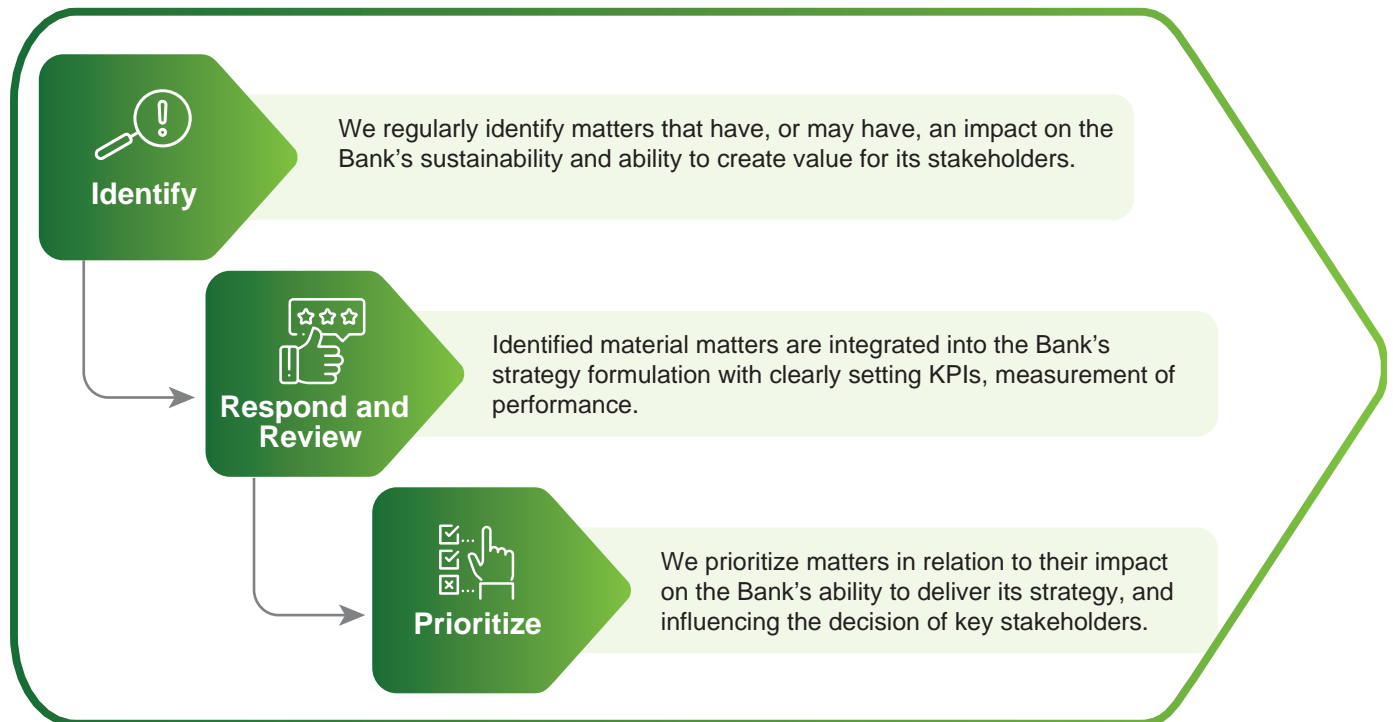 Identify
We regularly identify matters that have, or may have, an impact on the
Bank’s sustainability and ability to create value for its stakeholders.
Respond and
Review
Identified material matters are integrated into the Bank’s
strategy formulation with clearly setting KPIs, measurement of
performance.
Prioritize
We prioritize matters in relation to their impact
on the Bank’s ability to deliver its strategy, and
influencing the decision of key stakeholders.